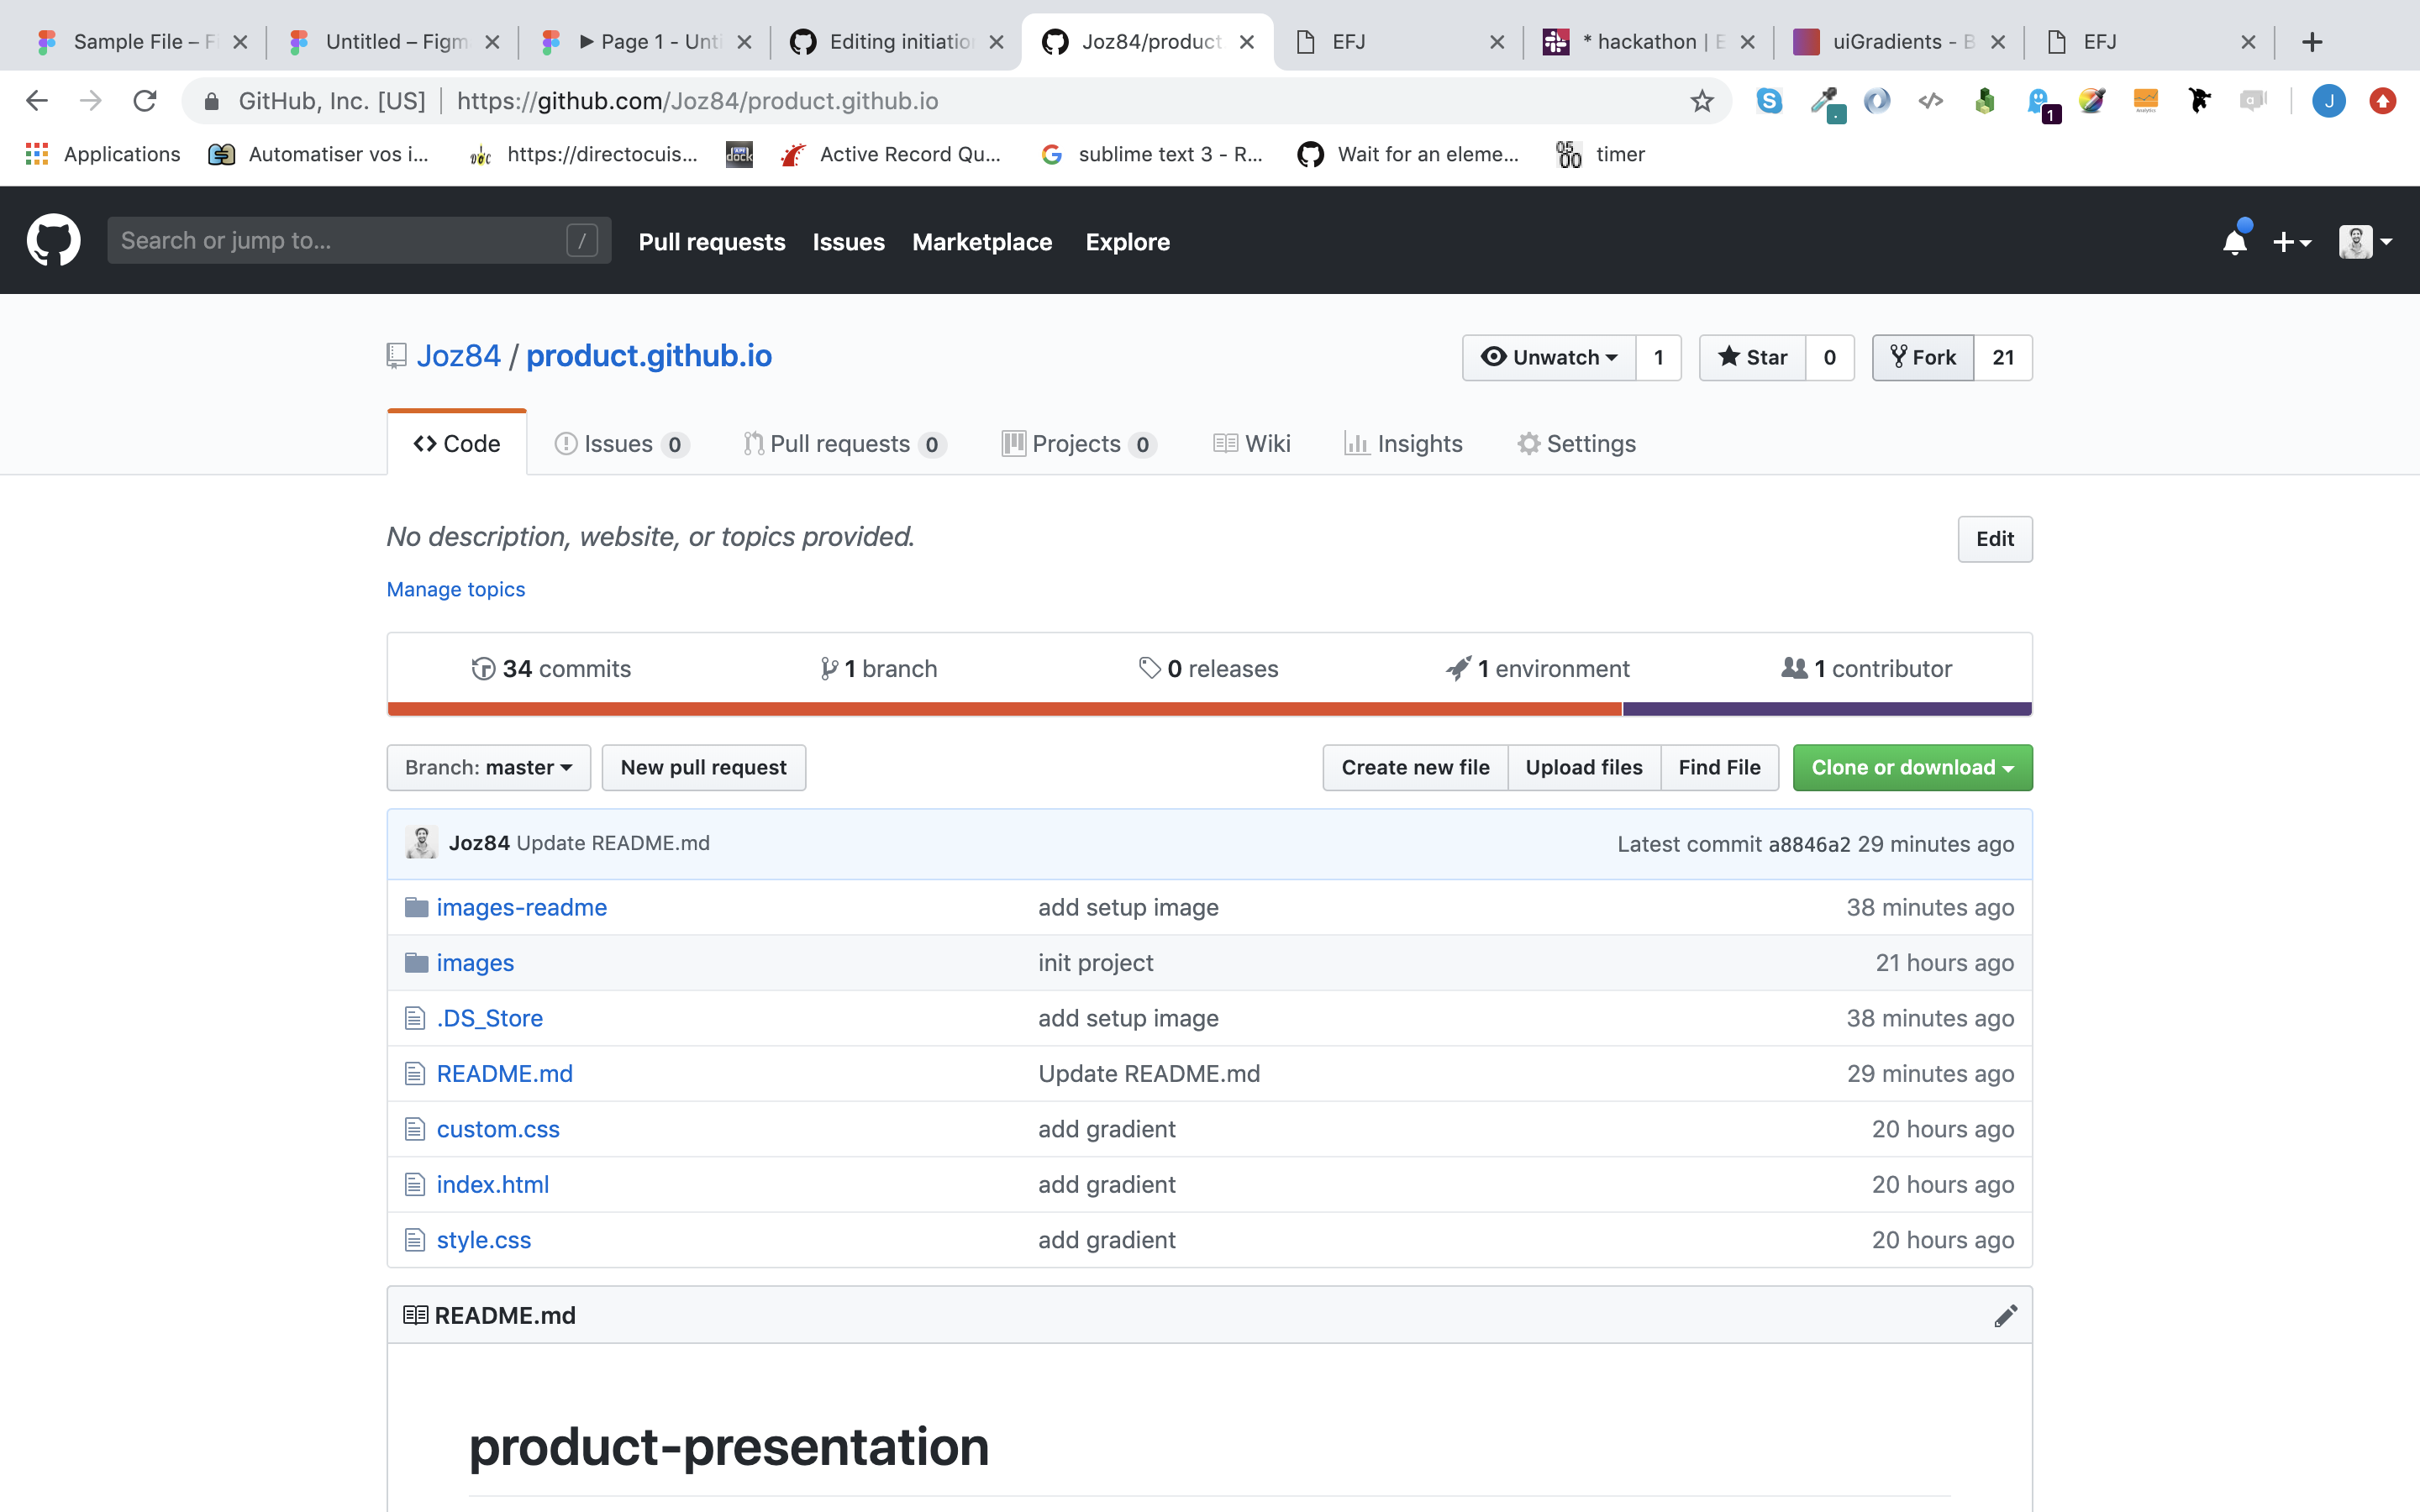 Sample File – Fi
Untitled – Figm
▶ Page 1 - Unti
Editing initiation
Joz84/product.
EFJ
* hackathon | E
uiGradients - B
EFJ
GitHub, Inc. [US] | https://github.com/Joz84/product.github.io
1
J
Applications
Automatiser vos i...
https://directocuis...
API dock
Active Record Qu...
sublime text 3 - R...
Wait for an eleme...
05 00 timer
Search or jump to... /
Pull requests
Issues
Marketplace
Explore
Joz84 / product.github.io
Unwatch 1
Star 0
Fork 21
Code
Issues 0
Pull requests 0
Projects 0
Wiki
Insights
Settings
No description, website, or topics provided.
Edit
Manage topics
34 commits
1 branch
0 releases
1 environment
1 contributor
Branch: master
New pull request
Create new file
Upload files
Find File
Clone or download
Joz84 Update README.md
Latest commit a8846a2 29 minutes ago
images-readme add setup image 38 minutes ago
images init project 21 hours ago
.DS_Store add setup image 38 minutes ago
README.md Update README.md 29 minutes ago
custom.css add gradient 20 hours ago
index.html add gradient 20 hours ago
style.css add gradient 20 hours ago
README.md
product-presentation